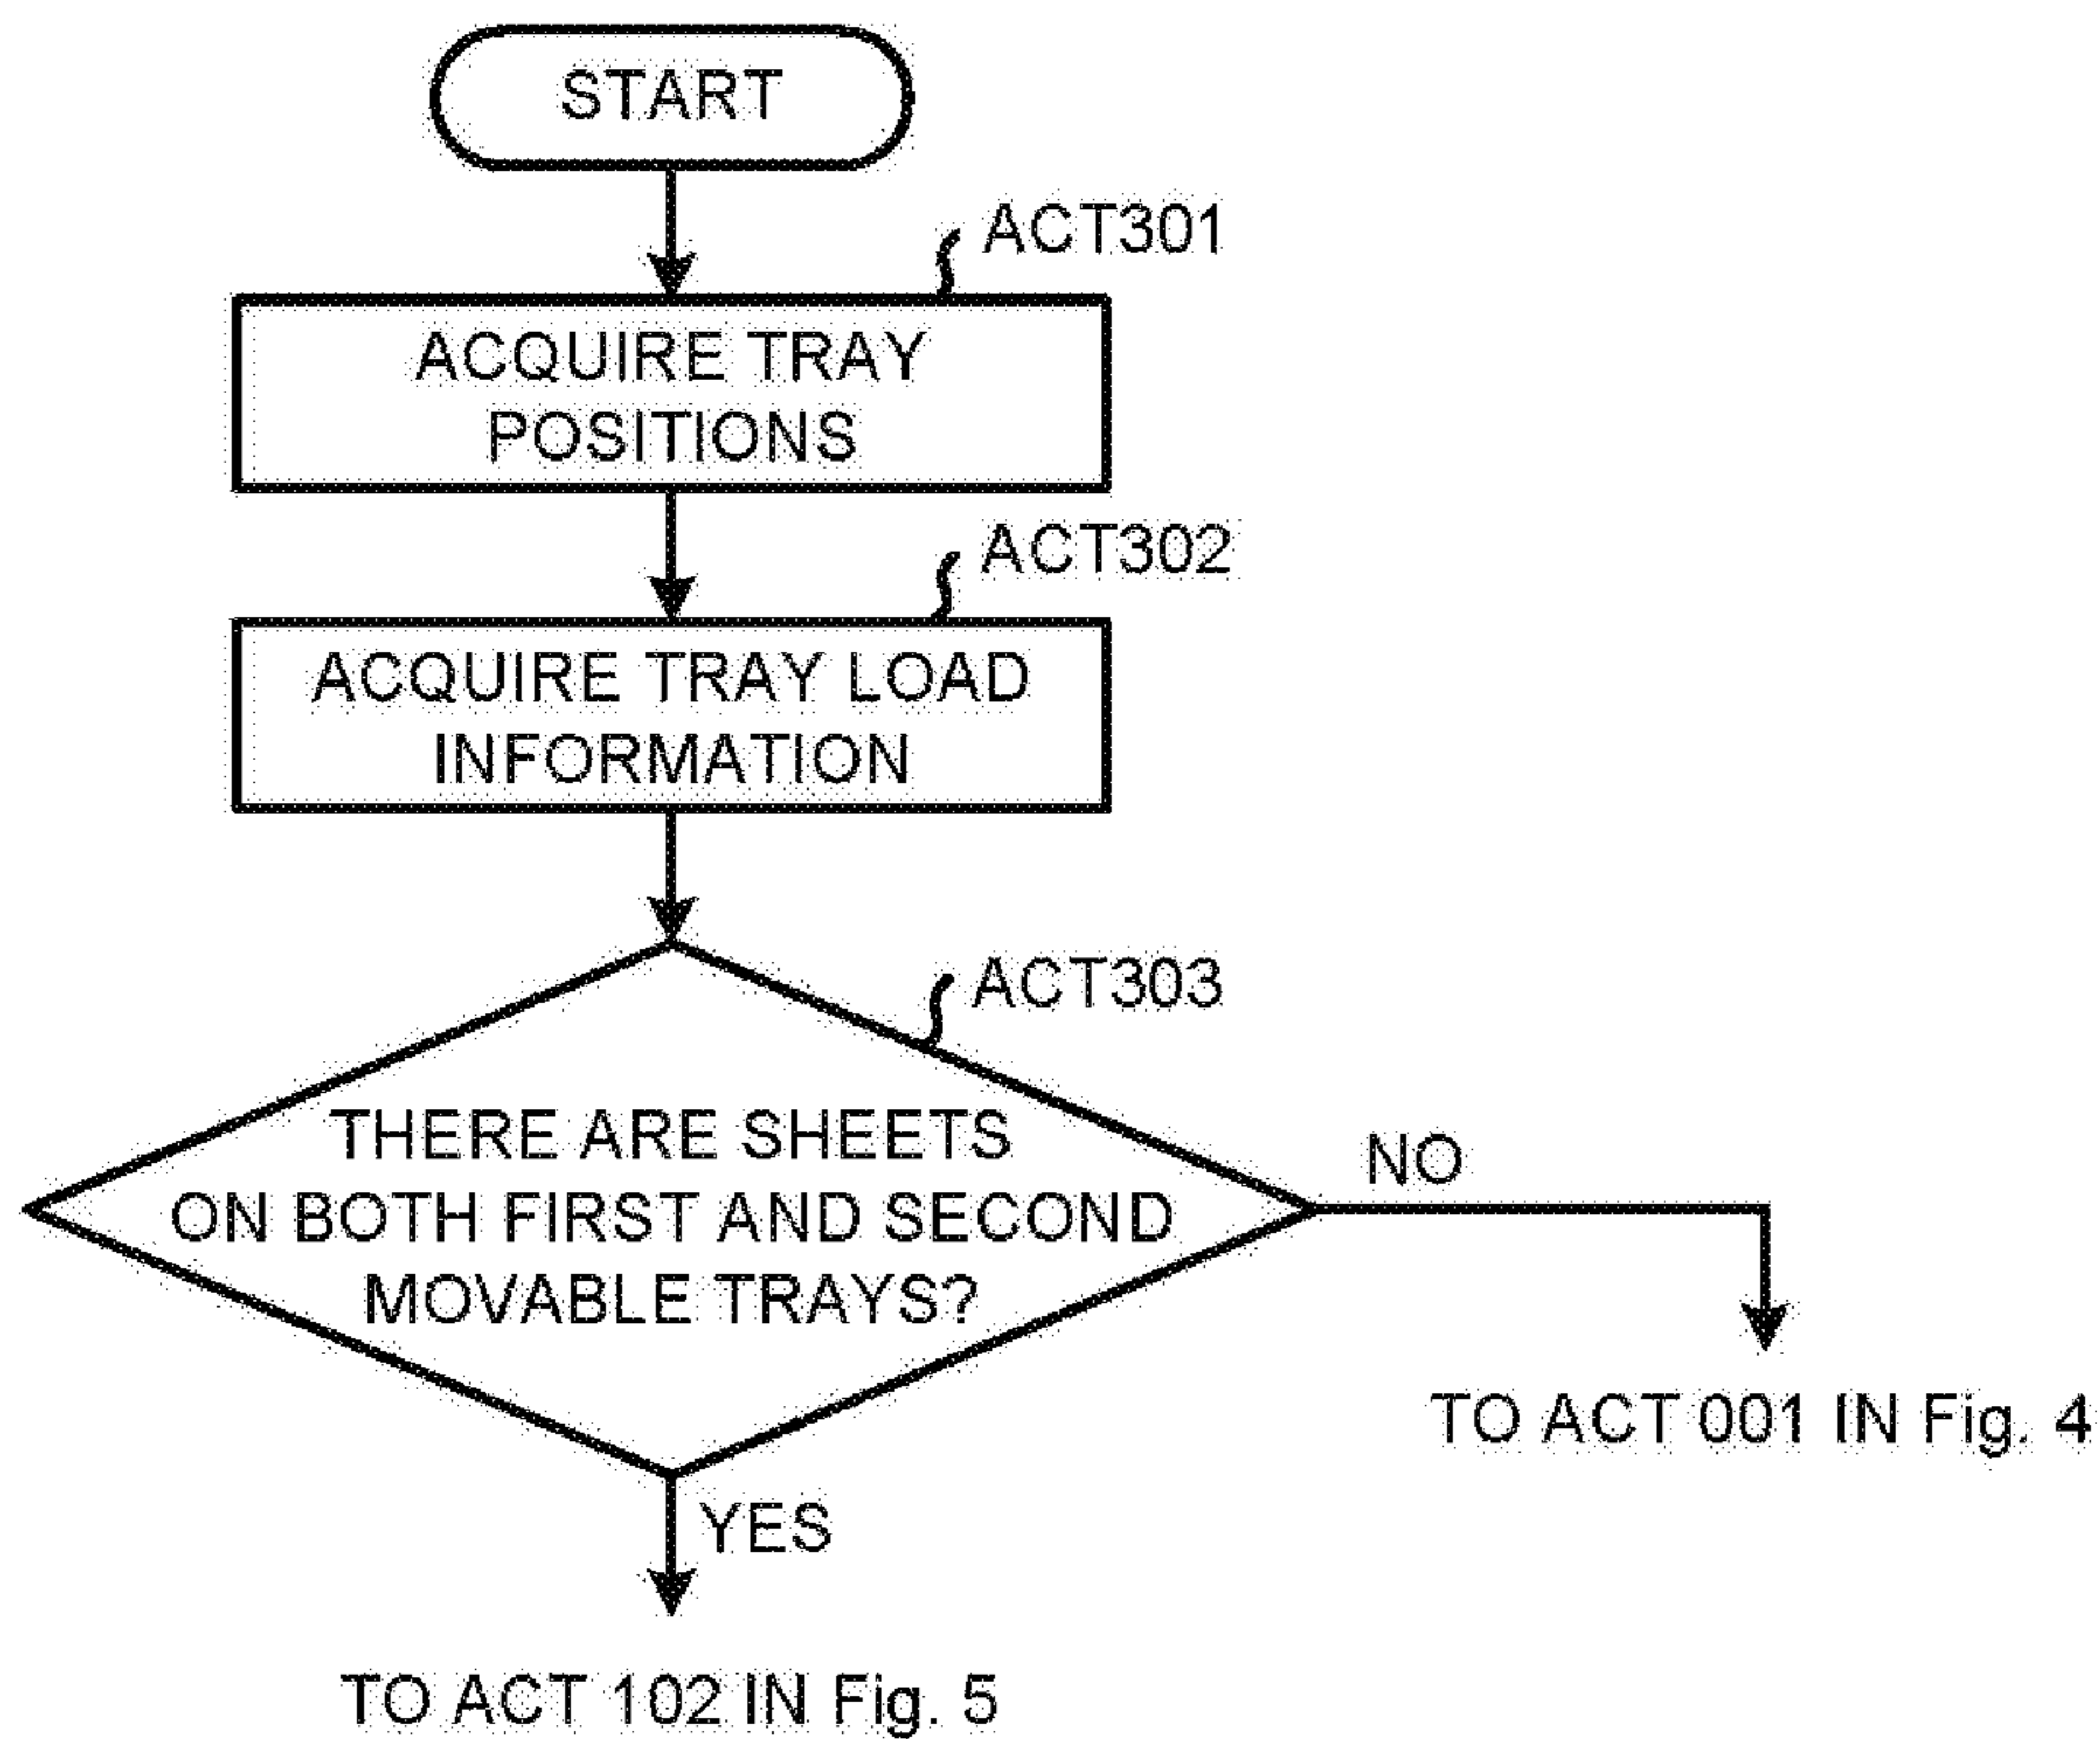 START
ACT301
ACQUIRE TRAY
POSITIONS
ACT302
ACQUIRE TRAY LOAD
INFORMATION
ACT303
THERE ARE SHEETS
ON BOTH FIRST AND SECOND
MOVABLE TRAYS?
NO
TO ACT 001 IN Fig. 4
YES
TO ACT 102 IN Fig. 5